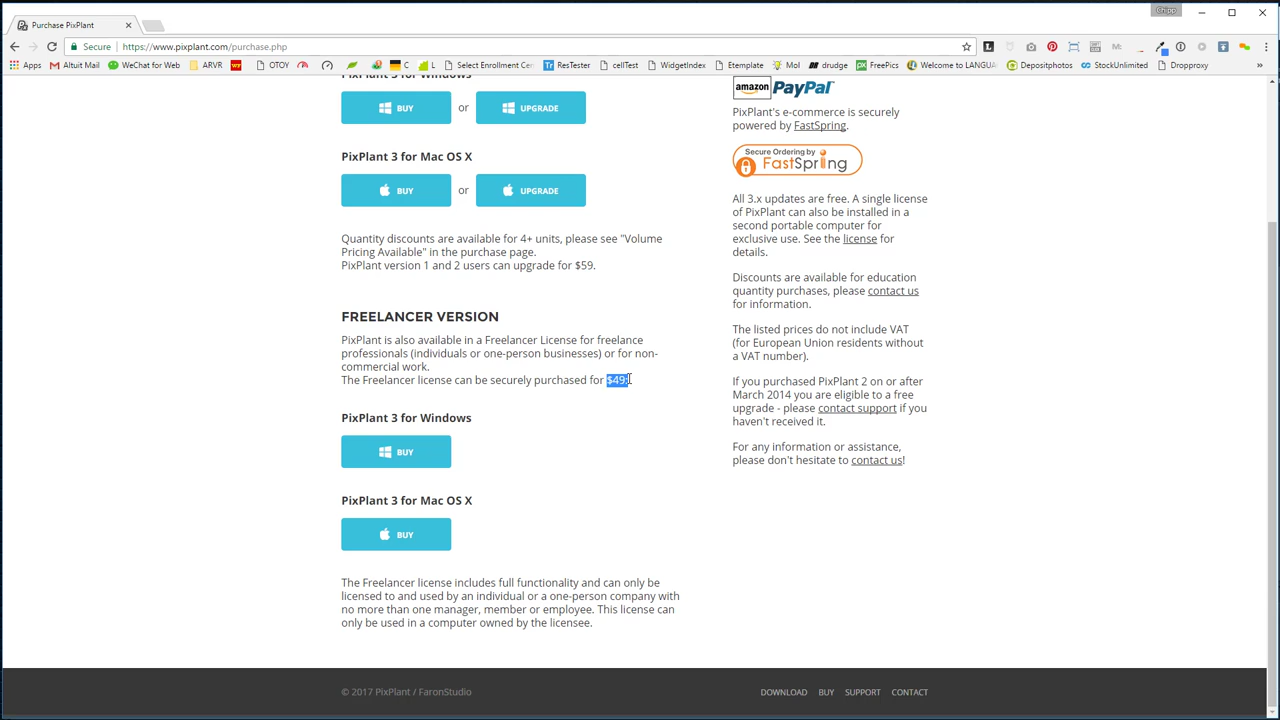 Chipp
Purchase PixPlant
Secure https://www.pixplant.com/purchase.php
Apps Altuit Mail WeChat for Web ARVR OTOY C L Select Enrollment Cente ResTester cellTest WidgetIndex Etemplate Mol drudge FreePics Welcome to LANGUA Depositphotos StockUnlimited Dropproxy »
PixPlant 3 for Windows
BUY or UPGRADE
PixPlant 3 for Mac OS X
BUY or UPGRADE
Quantity discounts are available for 4+ units, please see "Volume
Pricing Available" in the purchase page.
PixPlant version 1 and 2 users can upgrade for $59.
FREELANCER VERSION
PixPlant is also available in a Freelancer License for freelance
professionals (individuals or one-person businesses) or for non-
commercial work.
The Freelancer license can be securely purchased for $49:
PixPlant 3 for Windows
BUY
PixPlant 3 for Mac OS X
BUY
The Freelancer license includes full functionality and can only be
licensed to and used by an individual or a one-person company with
no more than one manager, member or employee. This license can
only be used in a computer owned by the licensee.
amazon PayPal
PixPlant's e-commerce is securely
powered by FastSpring.
Secure Ordering by
FastSpring
All 3.x updates are free. A single license
of PixPlant can also be installed in a
second portable computer for
exclusive use. See the license for
details.
Discounts are available for education
quantity purchases, please contact us
for information.
The listed prices do not include VAT
(for European Union residents without
a VAT number).
If you purchased PixPlant 2 on or after
March 2014 you are eligible to a free
upgrade - please contact support if you
haven't received it.
For any information or assistance,
please don't hesitate to contact us!
© 2017 PixPlant / FaronStudio
DOWNLOAD BUY SUPPORT CONTACT